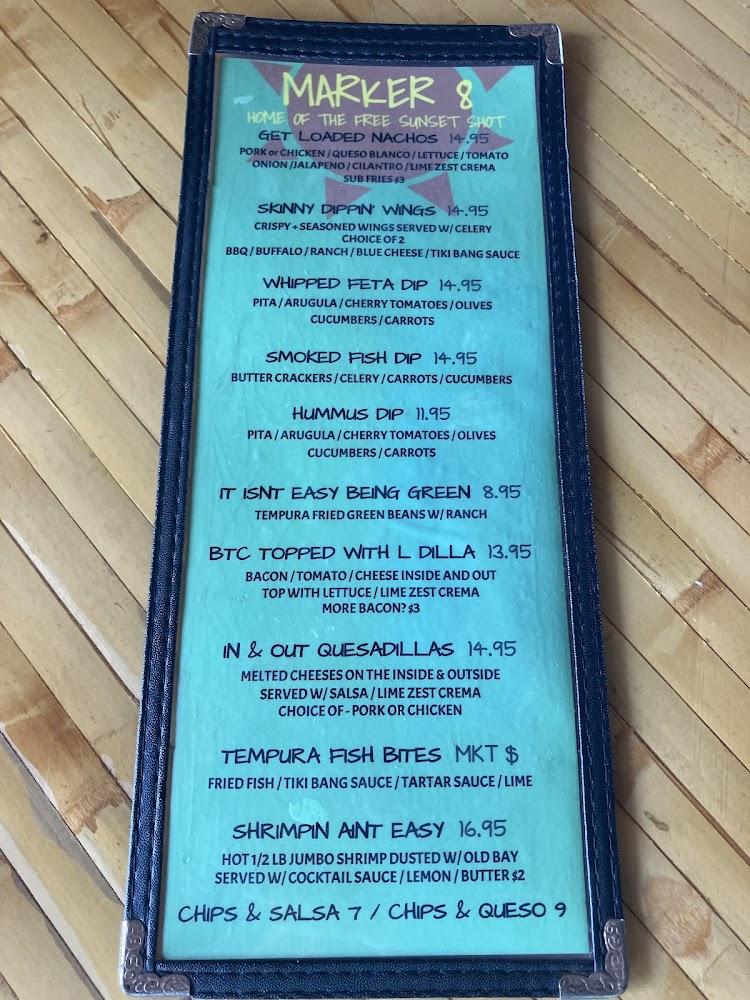 MARKER 8
HOME OF THE FREE SUNSET SHOT
GET LOADED NACHOS 14.95
PORK or CHICKEN / QUESO BLANCO / LETTUCE / TOMATO
ONION /JALAPENO / CILANTRO / LIME ZEST CREMA
SUB FRIES $3
SKINNY DIPPIN' WINGS 14.95
CRISPY + SEASONED WINGS SERVED W/ CELERY
CHOICE OF 2
BBQ / BUFFALO / RANCH / BLUE CHEESE / TIKI BANG SAUCE
WHIPPED FETA DIP 14.95
PITA / ARUGULA / CHERRY TOMATOES / OLIVES
CUCUMBERS / CARROTS
SMOKED FISH DIP 14.95
BUTTER CRACKERS / CELERY / CARROTS / CUCUMBERS
HUMMUS DIP 11.95
PITA / ARUGULA / CHERRY TOMATOES / OLIVES
CUCUMBERS / CARROTS
IT ISNT EASY BEING GREEN 8.95
TEMPURA FRIED GREEN BEANS W/ RANCH
BTC TOPPED WITH L DILLA 13.95
BACON / TOMATO / CHEESE INSIDE AND OUT
TOP WITH LETTUCE / LIME ZEST CREMA
MORE BACON? $3
IN & OUT QUESADILLAS 14.95
MELTED CHEESES ON THE INSIDE & OUTSIDE
SERVED W/ SALSA / LIME ZEST CREMA
CHOICE OF - PORK OR CHICKEN
TEMPURA FISH BITES MKT $
FRIED FISH / TIKI BANG SAUCE / TARTAR SAUCE / LIME
SHRIMPIN AINT EASY 16.95
HOT 1/2 LB JUMBO SHRIMP DUSTED W/ OLD BAY
SERVED W/ COCKTAIL SAUCE / LEMON / BUTTER $2
CHIPS & SALSA 7 / CHIPS & QUESO 9